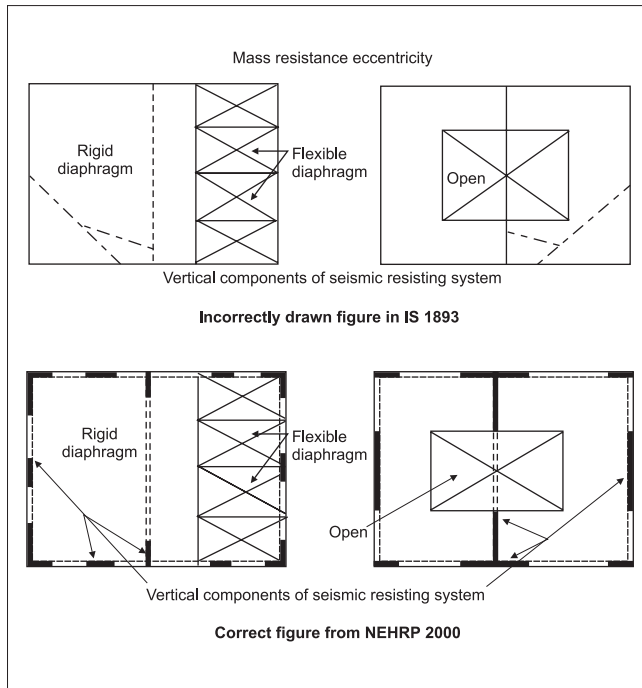 Mass resistance eccentricity
Rigid
diaphragm
Flexible
diaphragm
Open
Vertical components of seismic resisting system
Incorrectly drawn figure in IS 1893
Rigid
diaphragm
Flexible
diaphragm
Open
Vertical components of seismic resisting system
Correct figure from NEHRP 2000